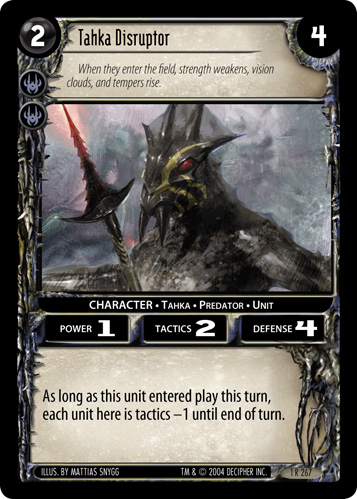 2 Tahka Disruptor 4
When they enter the field, strength weakens, vision
clouds, and tempers rise.
CHARACTER • TAHKA • PREDATOR • UNIT
POWER 1 TACTICS 2 DEFENSE 4
As long as this unit entered play this turn,
each unit here is tactics –1 until end of turn.
ILLUS. BY MATTIAS SNYGG TM & © 2004 DECIPHER INC. 1 R 267